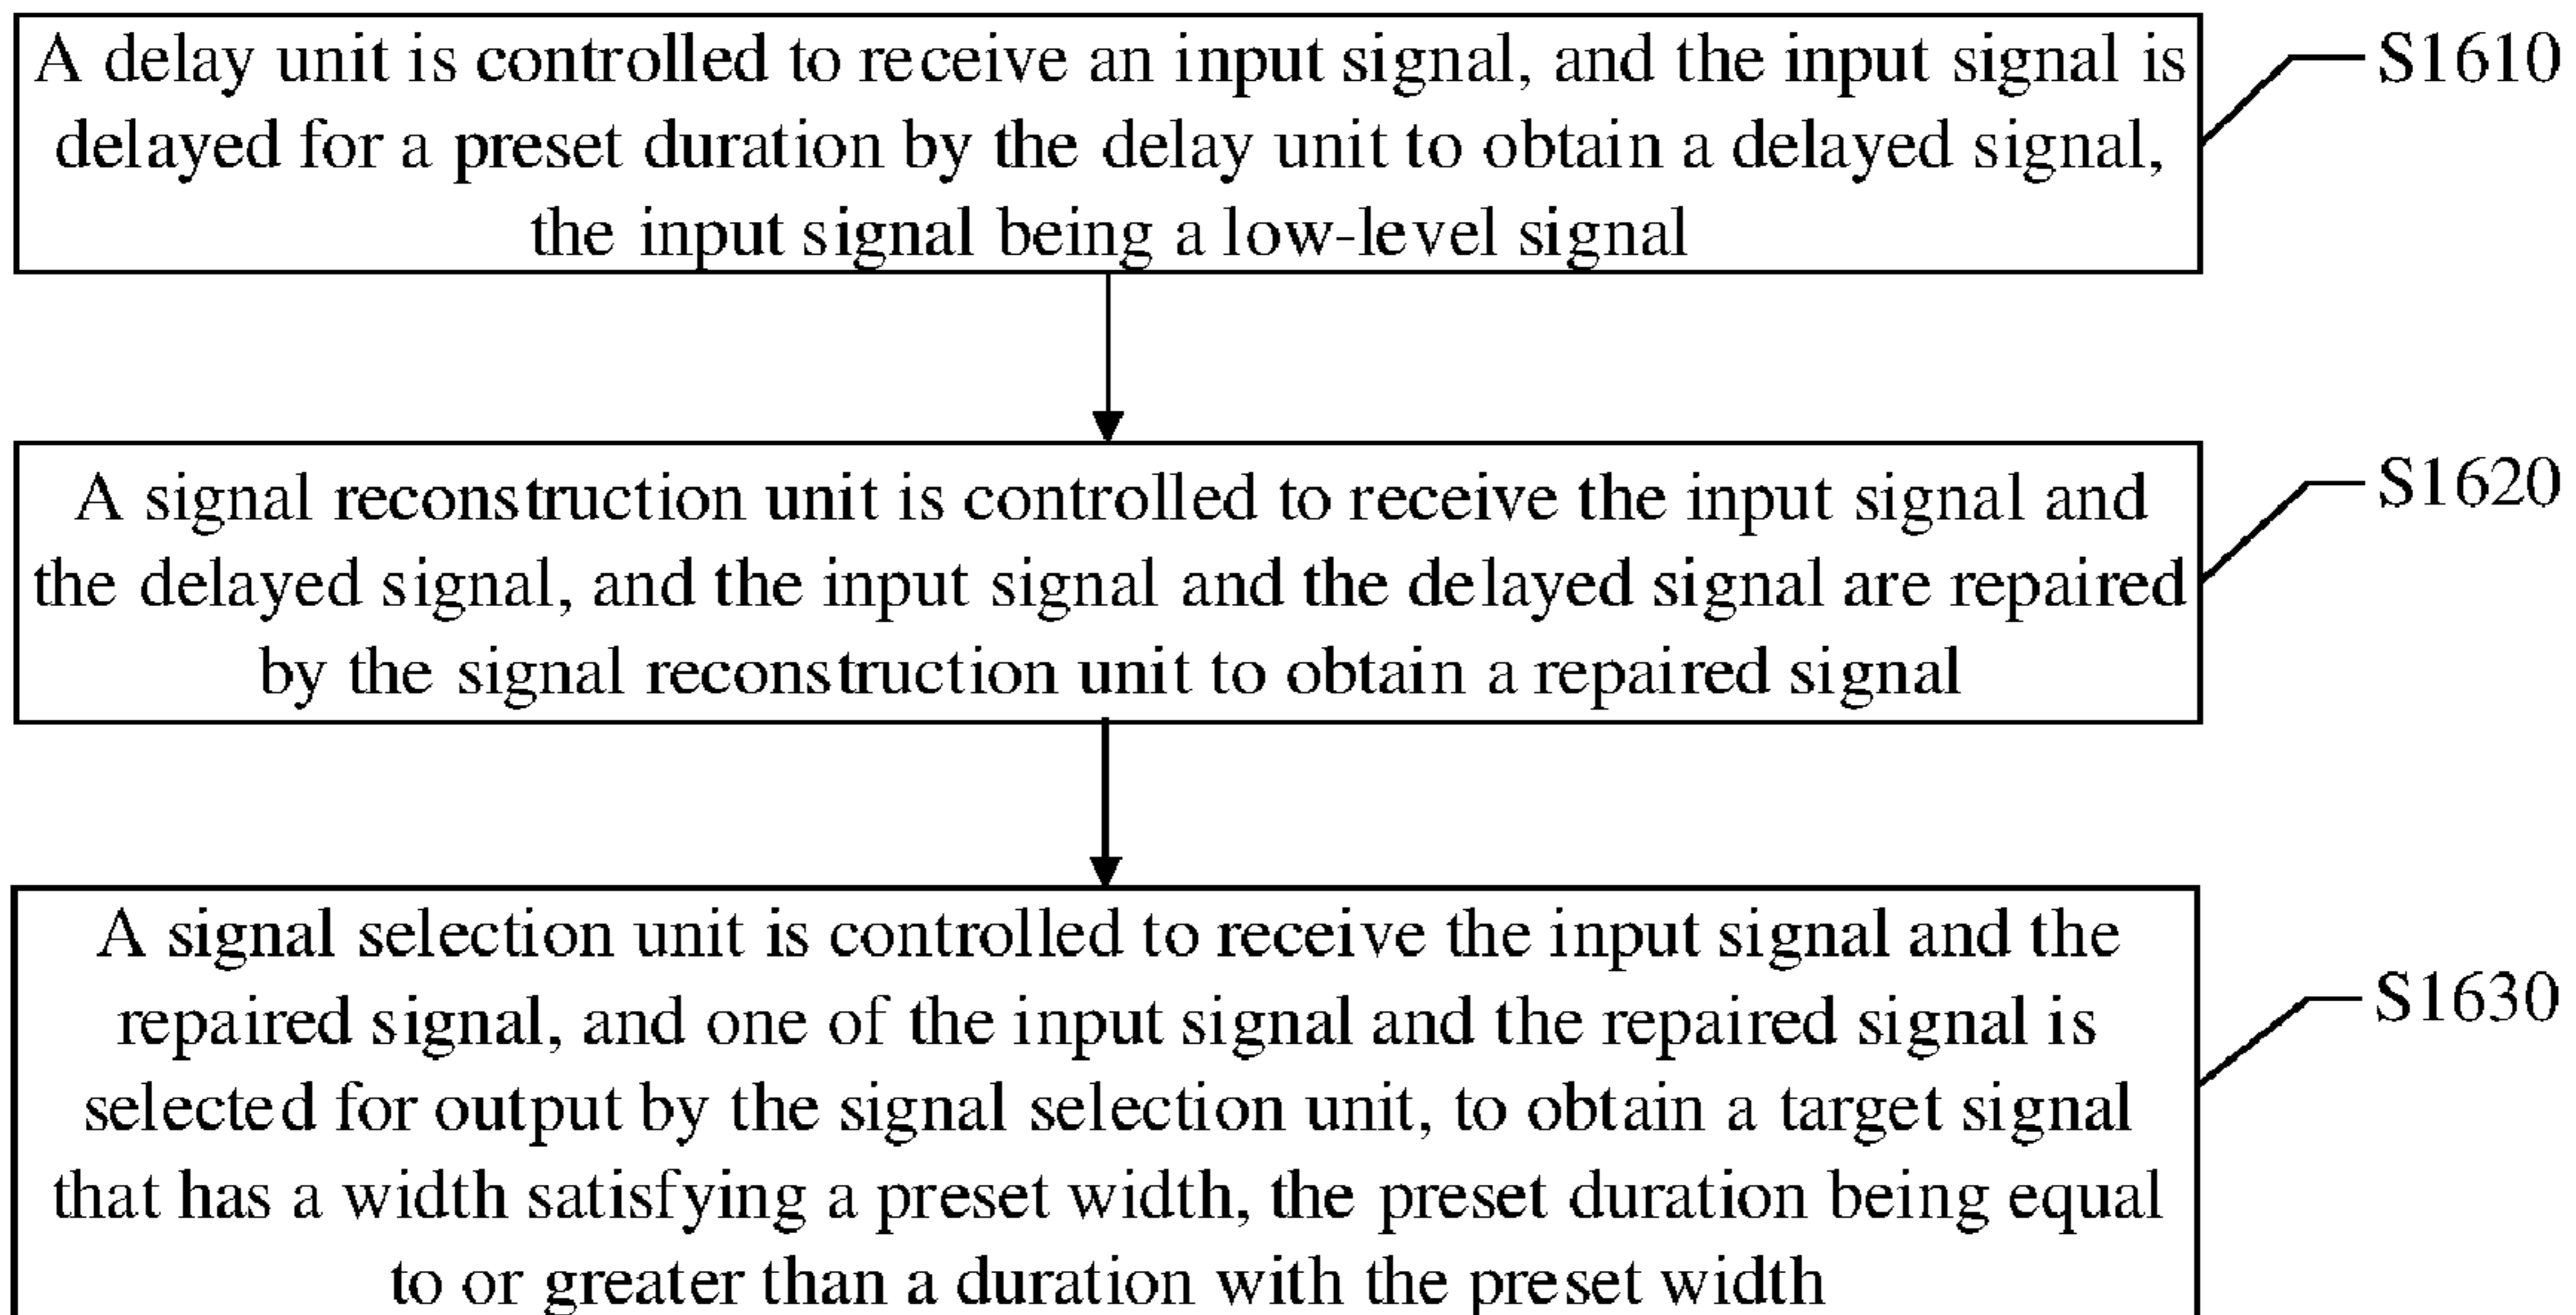 A delay unit is controlled to receive an input signal, and the input signal is
delayed for a preset duration by the delay unit to obtain a delayed signal,
the input signal being a low-level signal
S1610
A signal reconstruction unit is controlled to receive the input signal and
the delayed signal, and the input signal and the delayed signal are repaired
by the signal reconstruction unit to obtain a repaired signal
S1620
A signal selection unit is controlled to receive the input signal and the
repaired signal, and one of the input signal and the repaired signal is
selected for output by the signal selection unit, to obtain a target signal
that has a width satisfying a preset width, the preset duration being equal
to or greater than a duration with the preset width
S1630